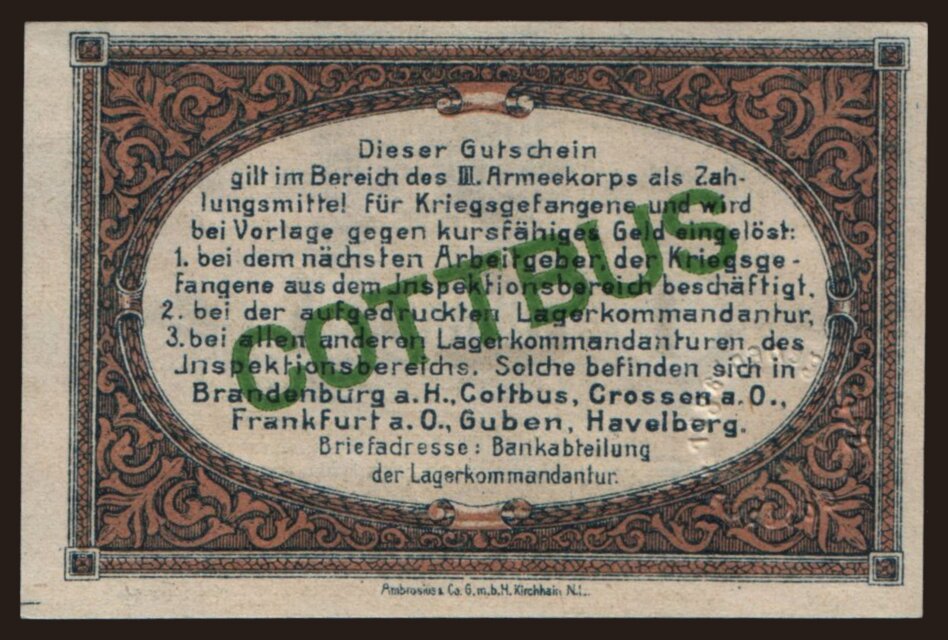 Dieser Gutschein
gilt im Bereich des III. Armeekorps als Zah-
lungsmittel für Kriegsgefangene und wird
bei Vorlage gegen kursfähiges Geld eingelöst:
1. bei dem nächsten Arbeitgeber, der Kriegsge-
fangene aus dem Inspektionsbereich beschäftigt,
2. bei der aufgedruckten Lagerkommandantur,
3. bei allen anderen Lagerkommandanturen des
Inspektionsbereichs. Solche befinden sich in
Brandenburg a. H., Cottbus, Crossen a. O.,
Frankfurt a. O., Guben, Havelberg.
Briefadresse: Bankabteilung
der Lagerkommandantur.
COTTBUS
Ambrosius & Co. G.m.b.H. Kirchhain N.L.